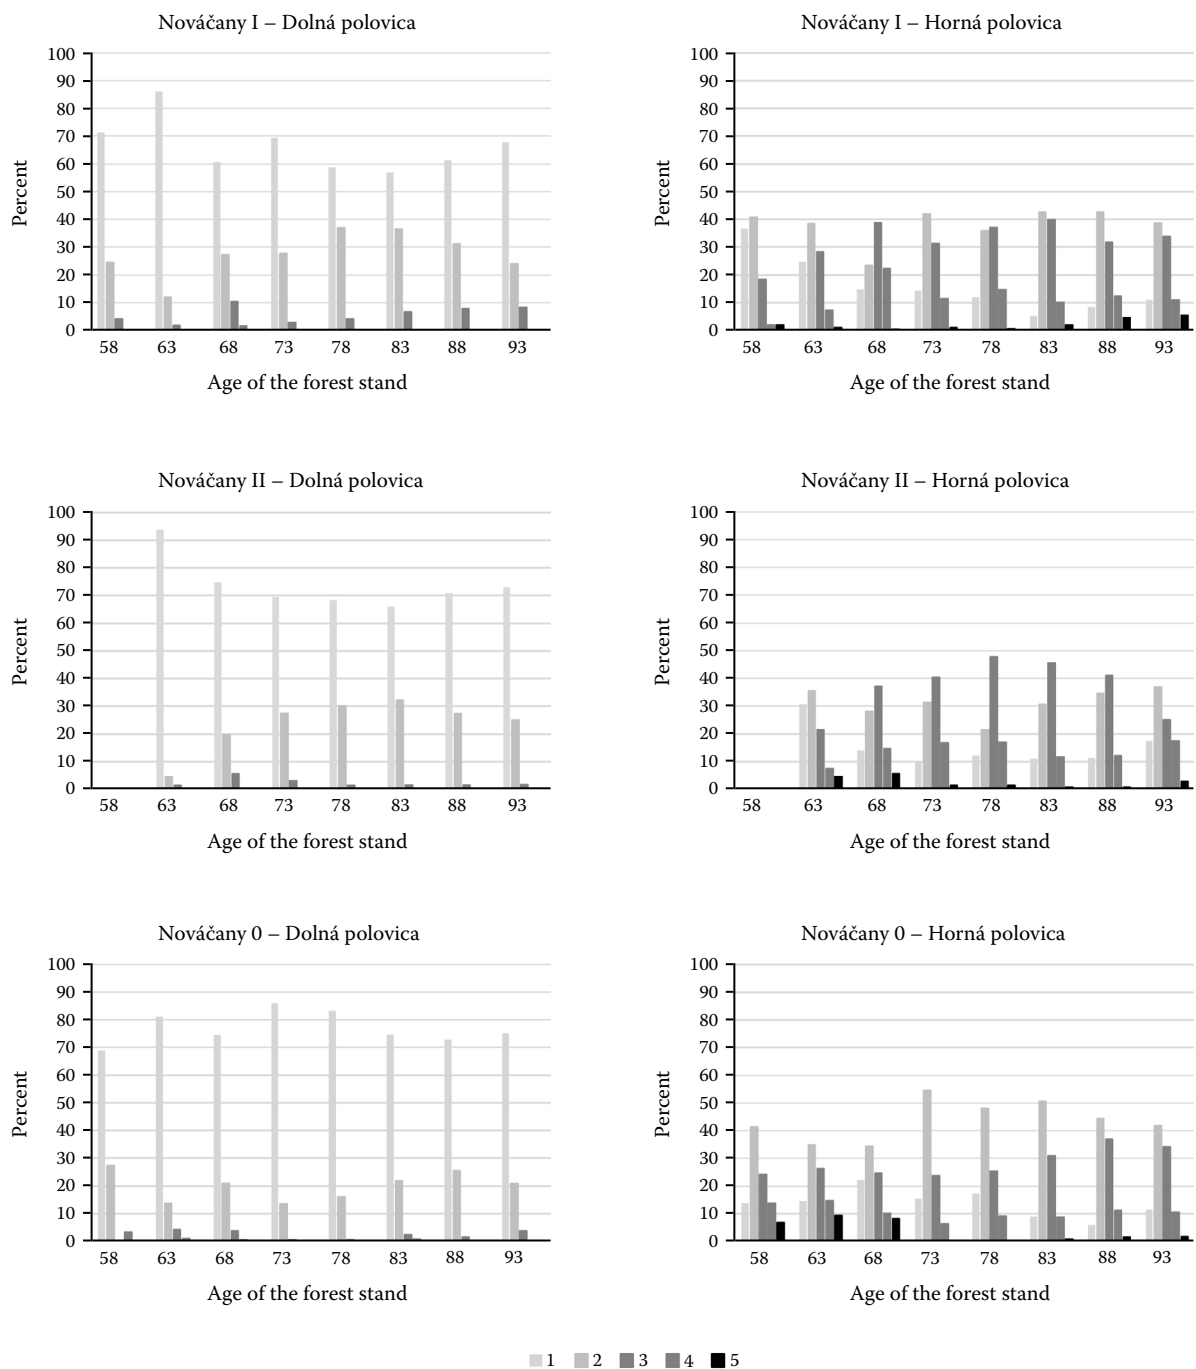 Nováčany I – Dolná polovica
100
90
80
70
60
50
40
30
20
10
0
Percent
58 63 68 73 78 83 88 93
Age of the forest stand
Nováčany I – Horná polovica
100
90
80
70
60
50
40
30
20
10
0
Percent
58 63 68 73 78 83 88 93
Age of the forest stand
Nováčany II – Dolná polovica
100
90
80
70
60
50
40
30
20
10
0
Percent
58 63 68 73 78 83 88 93
Age of the forest stand
Nováčany II – Horná polovica
100
90
80
70
60
50
40
30
20
10
0
Percent
58 63 68 73 78 83 88 93
Age of the forest stand
Nováčany 0 – Dolná polovica
100
90
80
70
60
50
40
30
20
10
0
Percent
58 63 68 73 78 83 88 93
Age of the forest stand
Nováčany 0 – Horná polovica
100
90
80
70
60
50
40
30
20
10
0
Percent
58 63 68 73 78 83 88 93
Age of the forest stand
1 2 3 4 5